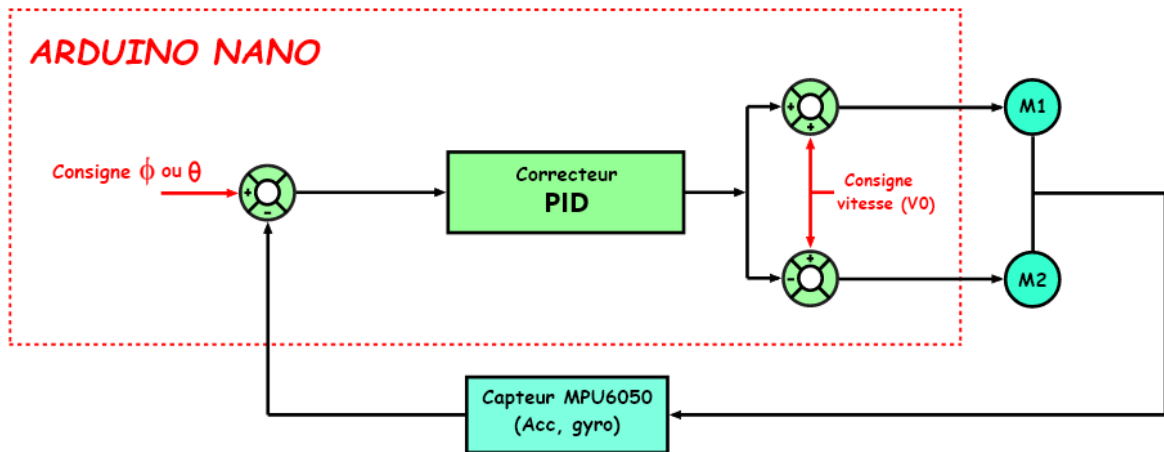 ARDUINO NANO
Consigne ϕ ou θ
+
-
Correcteur
PID
+
+
Consigne
vitesse (V0)
+
-
M1
M2
Capteur MPU6050
(Acc, gyro)